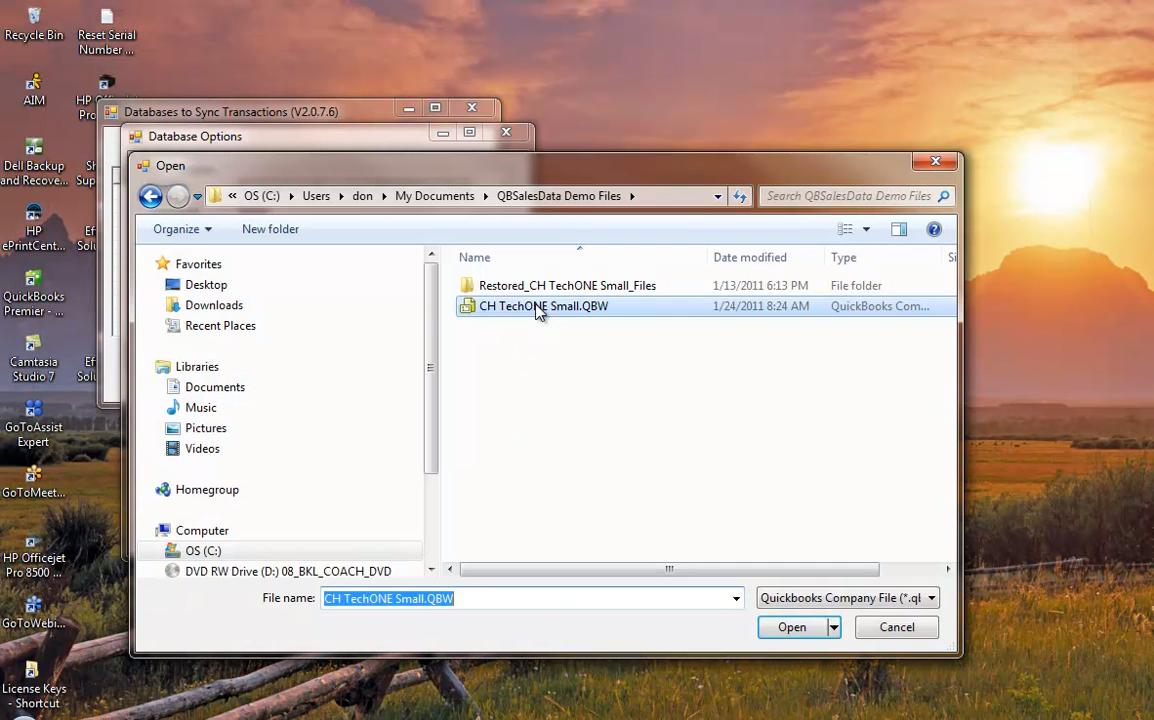 Recycle Bin
Reset Serial
Number ...
AIM
Databases to Sync Transactions (V2.0.7.6)
Database Options
Open
Dell Backup
and Recove...
« OS (C:) Users don My Documents QBSalesData Demo Files
Search QBSalesData Demo Files
Organize
New folder
HP
ePrintCent...
Name
Date modified
Type
Favorites
Desktop
Downloads
Recent Places
Restored_CH TechONE Small_Files
1/13/2011 6:13 PM
File folder
CH TechONE Small.QBW
1/24/2011 8:24 AM
QuickBooks Com...
QuickBooks
Premier - ...
Camtasia
Studio 7
Libraries
Documents
Music
Pictures
Videos
GoToAssist
Expert
GoToMeet...
Homegroup
Computer
OS (C:)
DVD RW Drive (D:) 08_BKL_COACH_DVD
HP Officejet
Pro 8500 ...
File name:
CH TechONE Small.QBW
Quickbooks Company File (*.ql
GoToWebi...
Open
Cancel
License Keys
- Shortcut